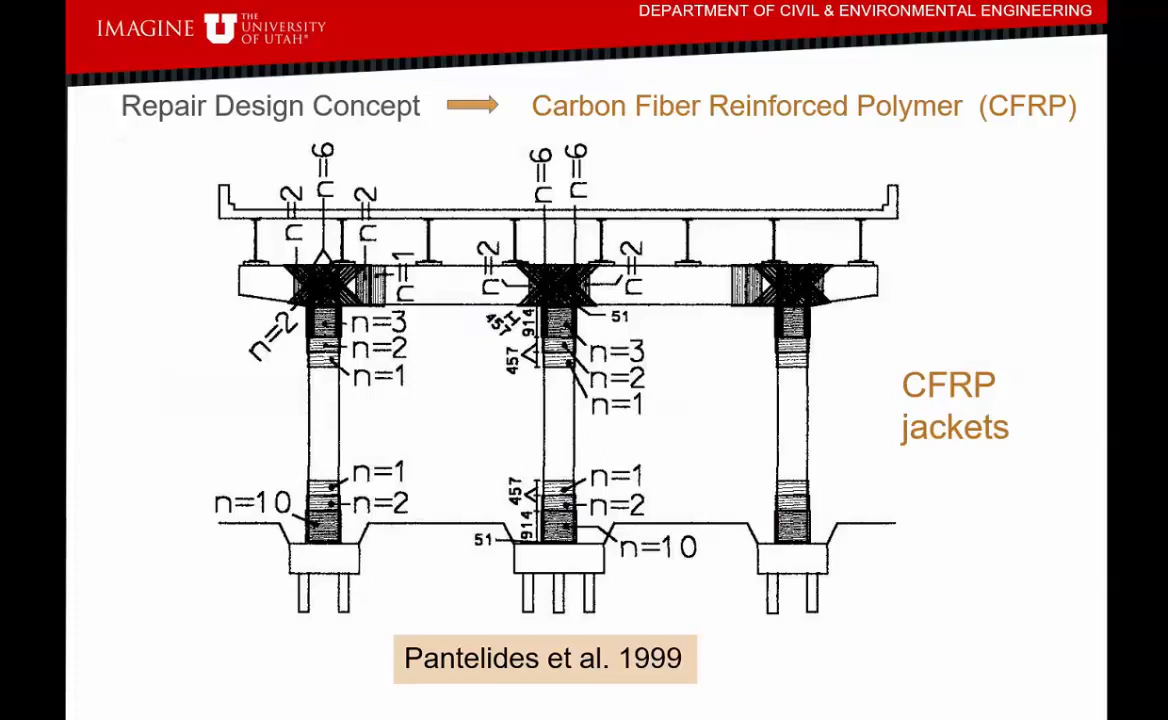 IMAGINE
THE
UNIVERSITY
OF UTAH®
DEPARTMENT OF CIVIL & ENVIRONMENTAL ENGINEERING
Repair Design Concept
Carbon Fiber Reinforced Polymer (CFRP)
n=2
n=6
n=2
n=6
n=6
n=1
n=2
n=2
n=2
n=3
n=2
n=1
457
914
51
457
n=3
n=2
n=1
CFRP
jackets
n=1
n=2
n=10
457
914
51
n=1
n=2
n=10
Pantelides et al. 1999